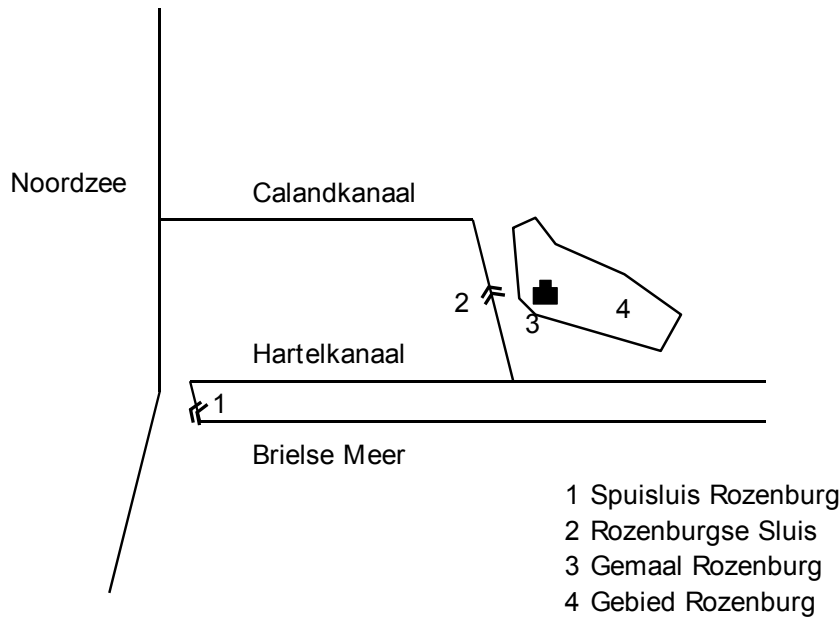 Noordzee
Calandkanaal
2
4
3
Hartelkanaal
1
Brielse Meer
1 Spuisluis Rozenburg
2 Rozenburgse Sluis
3 Gemaal Rozenburg
4 Gebied Rozenburg